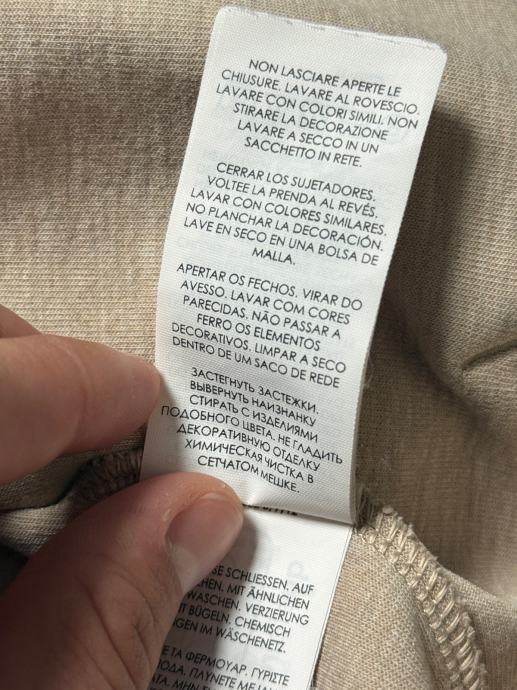 NON LASCIARE APERTE LE
CHIUSURE. LAVARE AL ROVESCIO.
LAVARE CON COLORI SIMILI. NON
STIRARE LA DECORAZIONE
LAVARE A SECCO IN UN
SACCHETTO IN RETE.
CERRAR LOS SUJETADORES.
VOLTEE LA PRENDA AL REVÉS.
LAVAR CON COLORES SIMILARES.
NO PLANCHAR LA DECORACIÓN.
LAVE EN SECO EN UNA BOLSA DE
MALLA.
APERTAR OS FECHOS. VIRAR DO
AVESSO. LAVAR COM CORES
PARECIDAS. NÃO PASSAR A
FERRO OS ELEMENTOS
DECORATIVOS. LIMPAR A SECO
DENTRO DE UM SACO DE REDE
ЗАСТЕГНУТЬ ЗАСТЕЖКИ.
ВЫВЕРНУТЬ НАИЗНАНКУ
СТИРАТЬ С ИЗДЕЛИЯМИ
ПОДОБНОГО ЦВЕТА. НЕ ГЛАДИТЬ
ДЕКОРАТИВНУЮ ОТДЕЛКУ
ХИМИЧЕСКАЯ ЧИСТКА В
СЕТЧАТОМ МЕШКЕ.
SCHLIESSEN. AUF
MIT ÄHNLICHEN
WASCHEN. VERZIERUNG
BÜGELN. CHEMISCH
IM WÄSCHENETZ.
ΤΑ ΦΕΡΜΟΥΑΡ. ΓΥΡΙΣΤΕ
ΠΛΥΝΕΤΕ ΜΕ